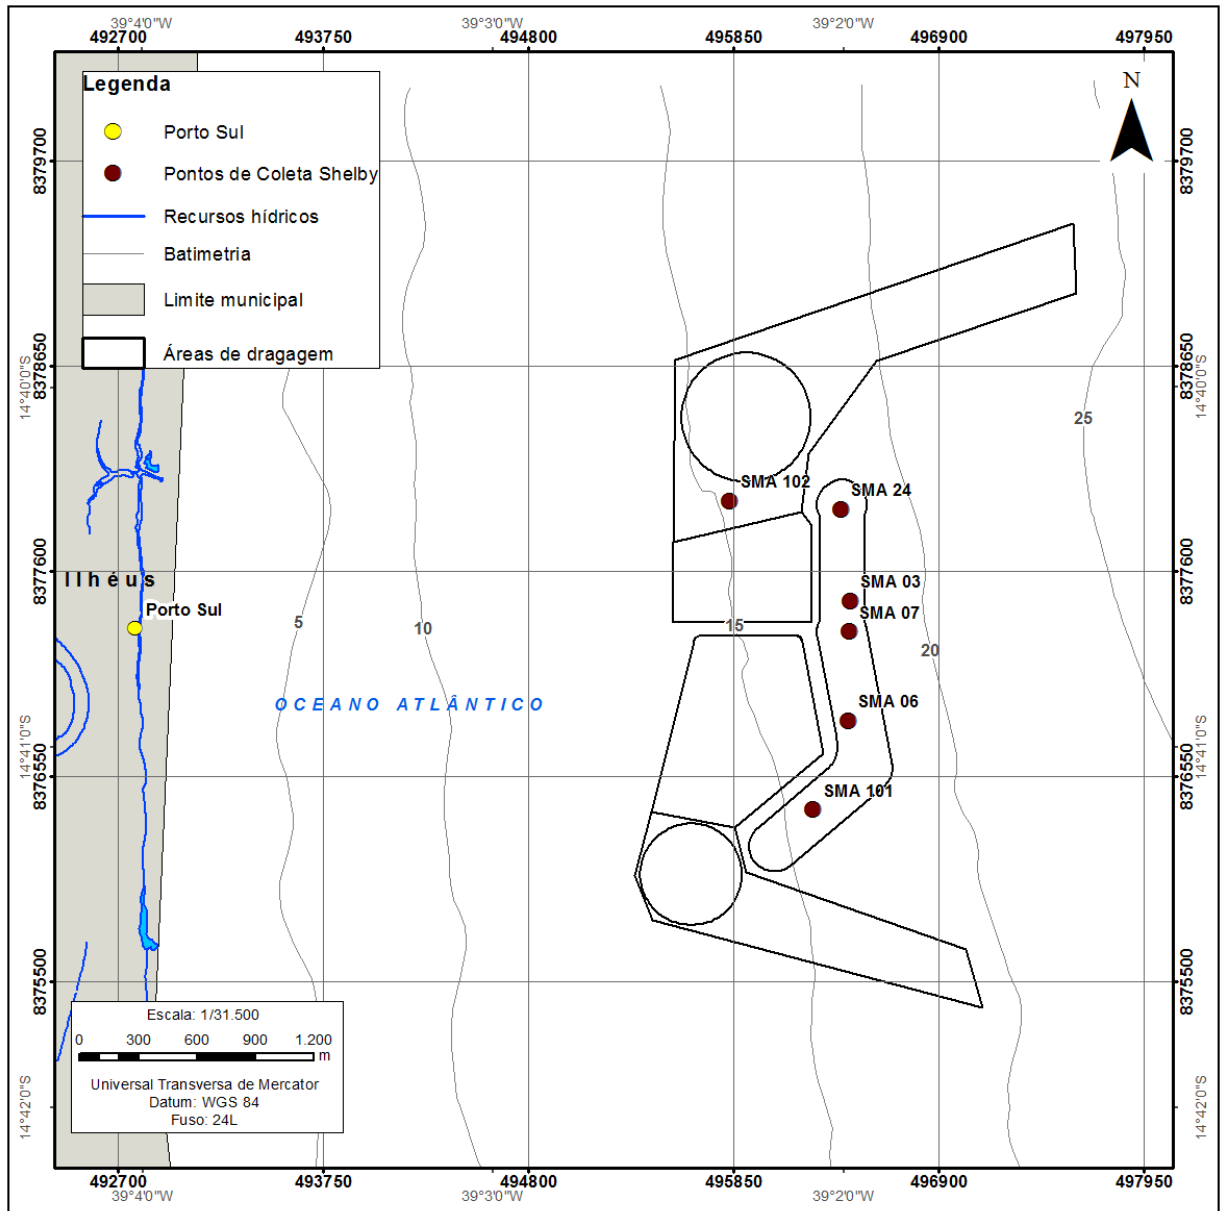 39°4'0"W 39°3'0"W 39°2'0"W
492700 493750 494800 495850 496900 497950
Legenda
Porto Sul
Pontos de Coleta Shelby
Recursos hídricos
Batimetria
Limite municipal
Áreas de dragagem
N
8379700 8379700
8378650 8378650
14°40'0"S 14°40'0"S
25
SMA 102
SMA 24
8377600 8377600
Ilhéus
SMA 03
Porto Sul
SMA 07
5 10 15 20
OCEANO ATLÂNTICO
SMA 06
14°41'0"S 14°41'0"S
8376550 8376550
SMA 101
8375500 8375500
Escala: 1/31.500
0 300 600 900 1.200
m
Universal Transversa de Mercator
Datum: WGS 84
Fuso: 24L
14°42'0"S 14°42'0"S
492700 493750 494800 495850 496900 497950
39°4'0"W 39°3'0"W 39°2'0"W